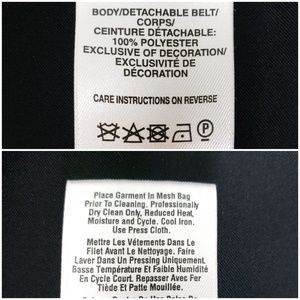 BODY/DETACHABLE BELT/
CORPS/
CEINTURE DÉTACHABLE:
100% POLYESTER
EXCLUSIVE OF DECORATION/
EXCLUSIVITÉ DE
DÉCORATION
CARE INSTRUCTIONS ON REVERSE
P
Place Garment In Mesh Bag
Prior To Cleaning. Professionally
Dry Clean Only, Reduced Heat,
Moisture and Cycle. Cool Iron.
Use Press Cloth.
Mettre Les Vêtements Dans Le
Filet Avant Le Nettoyage. Faire
Laver Dans Un Pressing Uniquement.
Basse Température Et Faible Humidité
En Cycle Court. Repasser Avec Fer
Tiède Et Patte Mouillée.